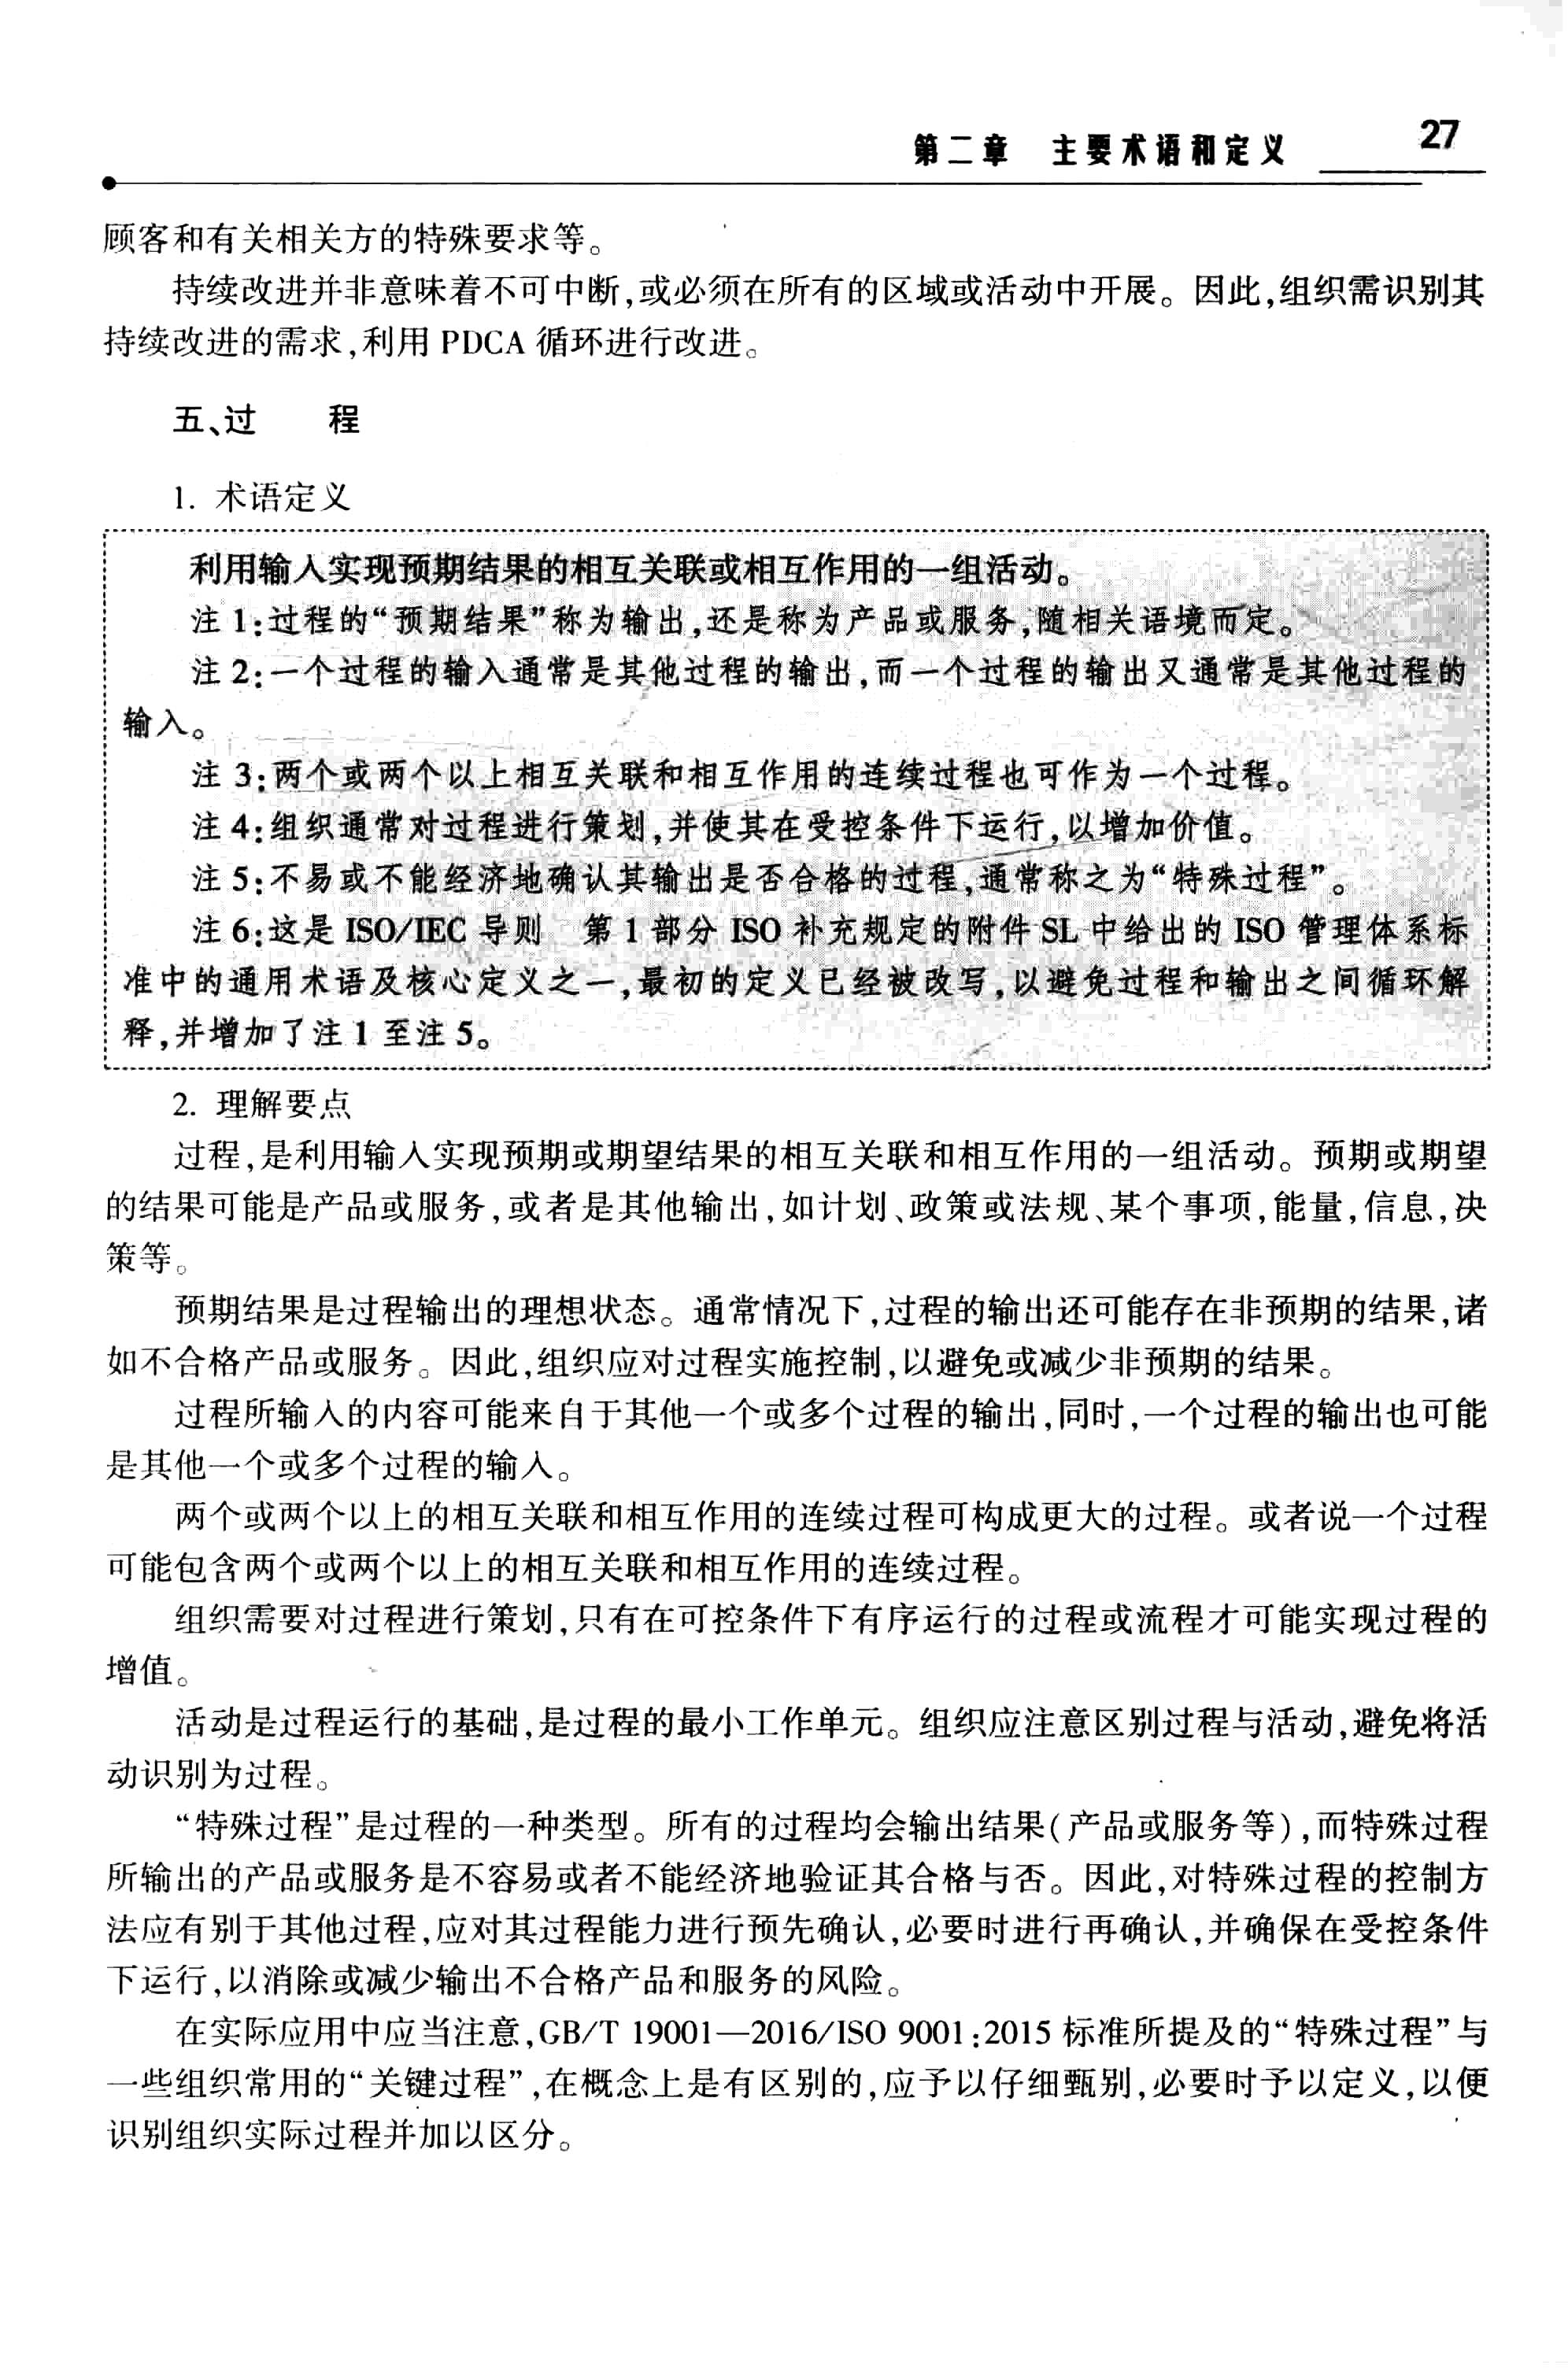 第二章 主要术语和定义 27
顾客和有关相关方的特殊要求等。
持续改进并非意味着不可中断,或必须在所有的区域或活动中开展。因此,组织需识别其
持续改进的需求,利用 PDCA 循环进行改进。
五、过 程
1. 术语定义
利用输入实现预期结果的相互关联或相互作用的一组活动。
注 1:过程的“预期结果”称为输出,还是称为产品或服务,随相关语境而定。
注 2:一个过程的输入通常是其他过程的输出,而一个过程的输出又通常是其他过程的
输入。
注 3:两个或两个以上相互关联和相互作用的连续过程也可作为一个过程。
注 4:组织通常对过程进行策划,并使其在受控条件下运行,以增加价值。
注 5:不易或不能经济地确认其输出是否合格的过程,通常称之为“特殊过程”。
注 6:这是 ISO/IEC 导则 第 1 部分 ISO 补充规定的附件 SL 中给出的 ISO 管理体系标
准中的通用术语及核心定义之一,最初的定义已经被改写,以避免过程和输出之间循环解
释,并增加了注 1 至注 5。
2. 理解要点
过程,是利用输入实现预期或期望结果的相互关联和相互作用的一组活动。预期或期望
的结果可能是产品或服务,或者是其他输出,如计划、政策或法规、某个事项,能量,信息,决
策等。
预期结果是过程输出的理想状态。通常情况下,过程的输出还可能存在非预期的结果,诸
如不合格产品或服务。因此,组织应对过程实施控制,以避免或减少非预期的结果。
过程所输入的内容可能来自于其他一个或多个过程的输出,同时,一个过程的输出也可能
是其他一个或多个过程的输入。
两个或两个以上的相互关联和相互作用的连续过程可构成更大的过程。或者说一个过程
可能包含两个或两个以上的相互关联和相互作用的连续过程。
组织需要对过程进行策划,只有在可控条件下有序运行的过程或流程才可能实现过程的
增值。
活动是过程运行的基础,是过程的最小工作单元。组织应注意区别过程与活动,避免将活
动识别为过程。
“特殊过程”是过程的一种类型。所有的过程均会输出结果(产品或服务等),而特殊过程
所输出的产品或服务是不容易或者不能经济地验证其合格与否。因此,对特殊过程的控制方
法应有别于其他过程,应对其过程能力进行预先确认,必要时进行再确认,并确保在受控条件
下运行,以消除或减少输出不合格产品和服务的风险。
在实际应用中应当注意,GB/T 19001—2016/ISO 9001:2015 标准所提及的“特殊过程”与
一些组织常用的“关键过程”,在概念上是有区别的,应予以仔细甄别,必要时予以定义,以便
识别组织实际过程并加以区分。